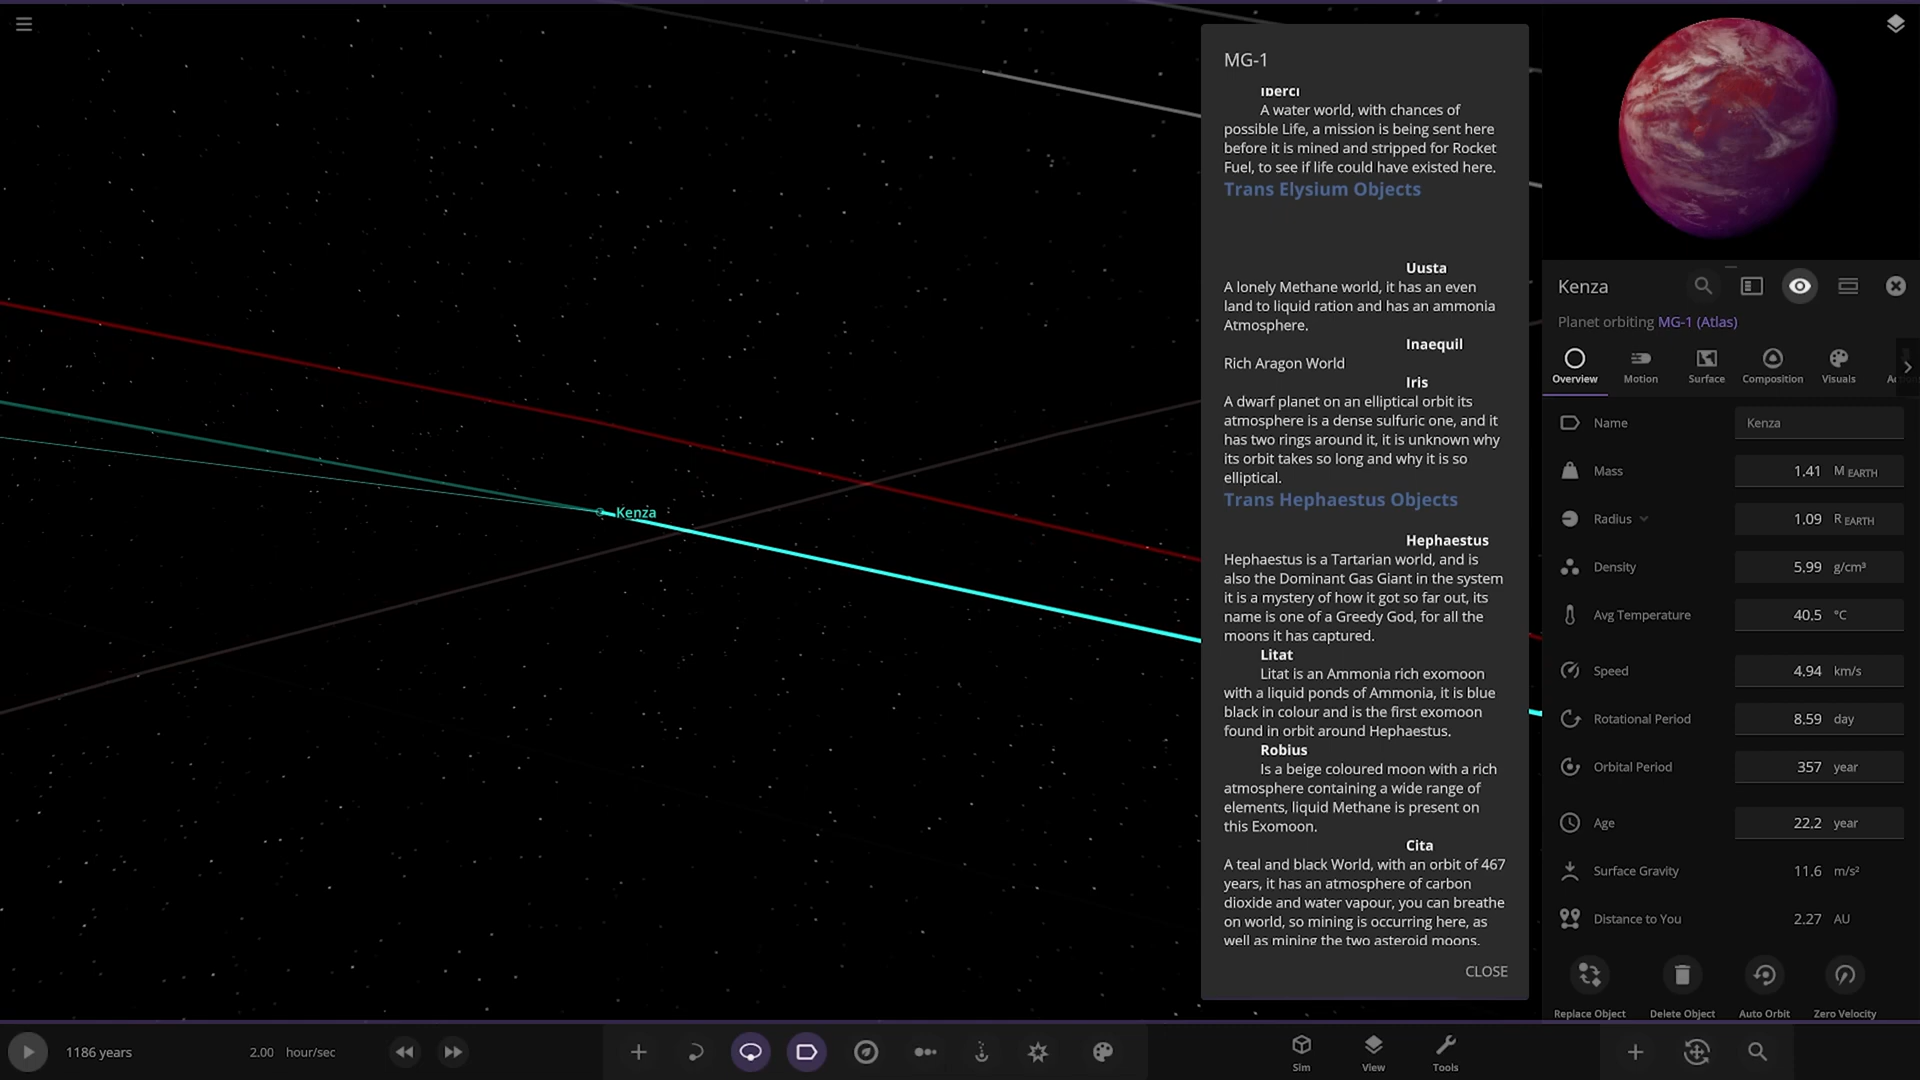 MG-1
Iberci
A water world, with chances of
possible Life, a mission is being sent here
before it is mined and stripped for Rocket
Fuel, to see if life could have existed here.
Trans Elysium Objects
Uusta
A lonely Methane world, it has an even
land to liquid ration and has an ammonia
Atmosphere.
Inaequil
Rich Aragon World
Iris
A dwarf planet on an elliptical orbit its
atmosphere is a dense sulfuric one, and it
has two rings around it, it is unknown why
its orbit takes so long and why it is so
elliptical.
Trans Hephaestus Objects
Hephaestus
Hephaestus is a Tartarian world, and is
also the Dominant Gas Giant in the system
it is a mystery of how it got so far out, its
name is one of a Greedy God, for all the
moons it has captured.
Litat
Litat is an Ammonia rich exomoon
with a liquid ponds of Ammonia, it is blue
black in colour and is the first exomoon
found in orbit around Hephaestus.
Robius
Is a beige coloured moon with a rich
atmosphere containing a wide range of
elements, liquid Methane is present on
this Exomoon.
Cita
A teal and black World, with an orbit of 467
years, it has an atmosphere of carbon
dioxide and water vapour, you can breathe
on world, so mining is occurring here, as
well as mining the two asteroid moons.
CLOSE
Kenza
Kenza
Planet orbiting MG-1 (Atlas)
Overview Motion Surface Composition Visuals
Name Kenza
Mass 1.41 M EARTH
Radius 1.09 R EARTH
Density 5.99 g/cm³
Avg Temperature 40.5 °C
Speed 4.94 km/s
Rotational Period 8.59 day
Orbital Period 357 year
Age 22.2 year
Surface Gravity 11.6 m/s²
Distance to You 2.27 AU
Replace Object Delete Object Auto Orbit Zero Velocity
1186 years 2.00 hour/sec Sim View Tools